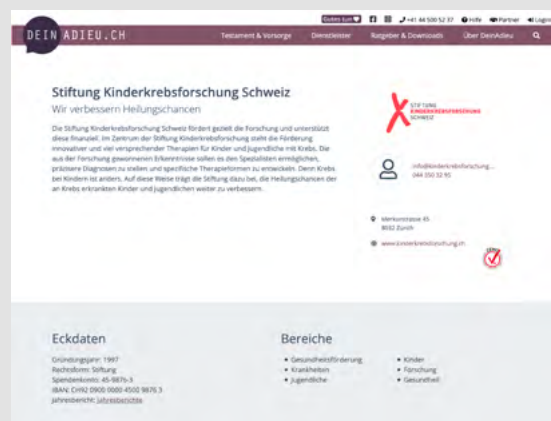 Gutes tun
+41 44 500 52 37
Hilfe
Partner
Login
DEIN ADIEU.CH
Testament & Vorsorge
Dienstleister
Ratgeber & Downloads
Über DeinAdieu
Stiftung Kinderkrebsforschung Schweiz
Wir verbessern Heilungschancen
Die Stiftung Kinderkrebsforschung Schweiz fördert gezielt die Forschung und unterstützt
diese finanziell. Im Zentrum der Stiftung Kinderkrebsforschung steht die Förderung
innovativer und viel versprechender Therapien für Kinder und Jugendliche mit Krebs. Die
aus der Forschung gewonnenen Erkenntnisse sollen es den Spezialisten ermöglichen,
präzisere Diagnosen zu stellen und spezifische Therapieformen zu entwickeln. Denn Krebs
bei Kindern ist anders. Auf diese Weise trägt die Stiftung dazu bei, die Heilungschancen der
an Krebs erkrankten Kinder und Jugendlichen weiter zu verbessern.
STIFTUNG
KINDERKREBSFORSCHUNG
SCHWEIZ
info@kinderkrebsforschung...
044 350 32 93
Merkurstrasse 45
8032 Zürich
www.kinderkrebsforschung.ch
Eckdaten
Gründungsjahr: 1997
Rechtsform: Stiftung
Spendenkonto: 45-9876-3
IBAN: CH92 0900 0000 4500 9876 3
Jahresbericht: Jahresberichte
Bereiche
• Gesundheitsförderung
• Krankheiten
• Jugendliche
• Kinder
• Forschung
• Gesundheit